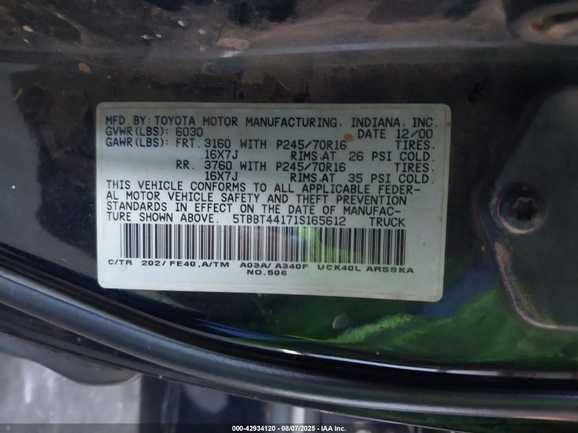 MFD. BY: TOYOTA MOTOR MANUFACTURING, INDIANA, INC.
GVWR(LBS): 6030 DATE 12/00
GAWR(LBS): FRT. 3160 WITH P245/70R16 TIRES.
16X7J RIMS.AT 26 PSI COLD.
RR. 3760 WITH P245/70R16 TIRES.
16X7J RIMS.AT 35 PSI COLD.
THIS VEHICLE CONFORMS TO ALL APPLICABLE FEDER-
AL MOTOR VEHICLE SAFETY AND THEFT PREVENTION
STANDARDS IN EFFECT ON THE DATE OF MANUFAC-
TURE SHOWN ABOVE. 5TBBT44171S165612 TRUCK
C/TR 202/FE40,A/TM A03A/A340F UCK40L ARSSKA
NO.506
000-42934120 - 08/07/2025 - IAAI.com